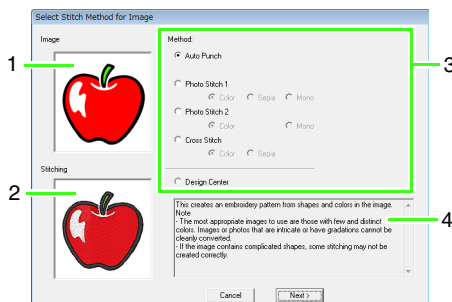 Select Stitch Method for Image
Image
Method:
1
Auto Punch
3
Photo Stitch 1
Color Sepia Mono
Photo Stitch 2
Color Mono
Cross Stitch
Color Sepia
Stitching
Design Center
2
This creates an embroidery pattern from shapes and colors in the image.
Note
- The most appropriate images to use are those with few and distinct
colors. Images or photos that are intricate or have gradations cannot be
cleanly converted.
- If the image contains complicated shapes, some stitching may not be
created correctly.
4
Cancel Next >